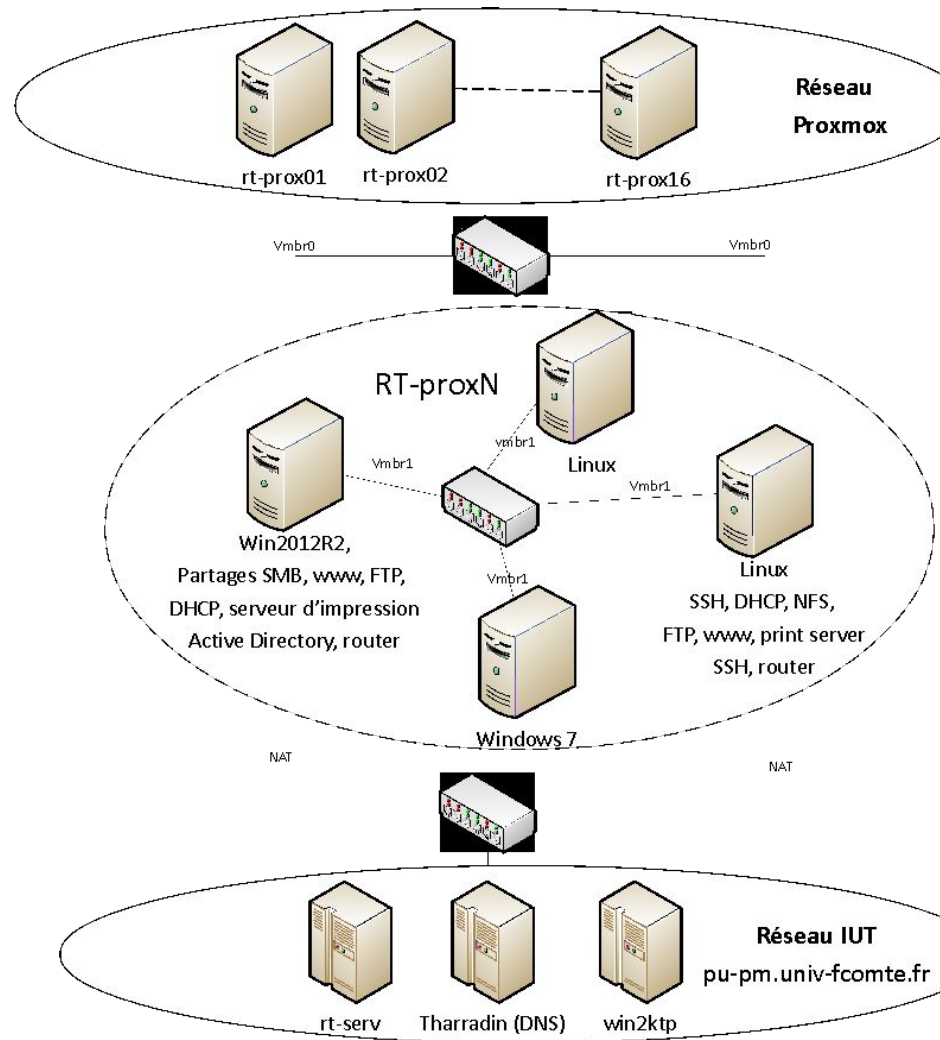 Réseau
Proxmox
rt-prox01
rt-prox02
rt-prox16
Vmbr0
Vmbr0
RT-proxN
vmbr1
Linux
Vmbr1
Vmbr1
Win2012R2,
Partages SMB, www, FTP,
DHCP, serveur d'impression
Active Directory, router
Linux
SSH, DHCP, NFS,
FTP, www, print server
SSH, router
Vmbr1
Windows 7
NAT
NAT
Réseau IUT
pu-pm.univ-fcomte.fr
rt-serv
Tharradin (DNS)
win2ktp